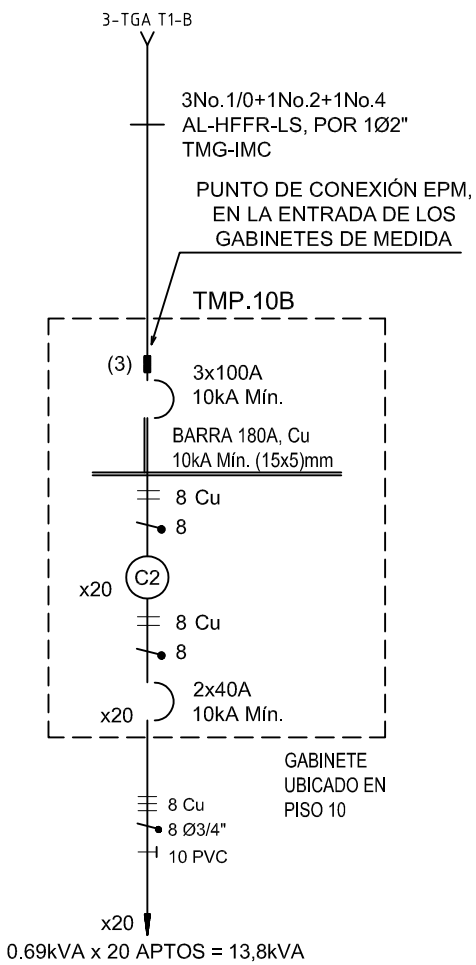 3-TGA T1-B
3No.1/0+1No.2+1No.4
AL-HFFR-LS, POR 1Ø2"
TMG-IMC
PUNTO DE CONEXIÓN EPM,
EN LA ENTRADA DE LOS
GABINETES DE MEDIDA
TMP.10B
(3)
3x100A
10kA Mín.
BARRA 180A, Cu
10kA Mín. (15x5)mm
8 Cu
8
C2
x20
8 Cu
8
2x40A
x20
10kA Mín.
GABINETE
UBICADO EN
PISO 10
8 Cu
8 Ø3/4"
10 PVC
x20
0.69kVA x 20 APTOS = 13,8kVA